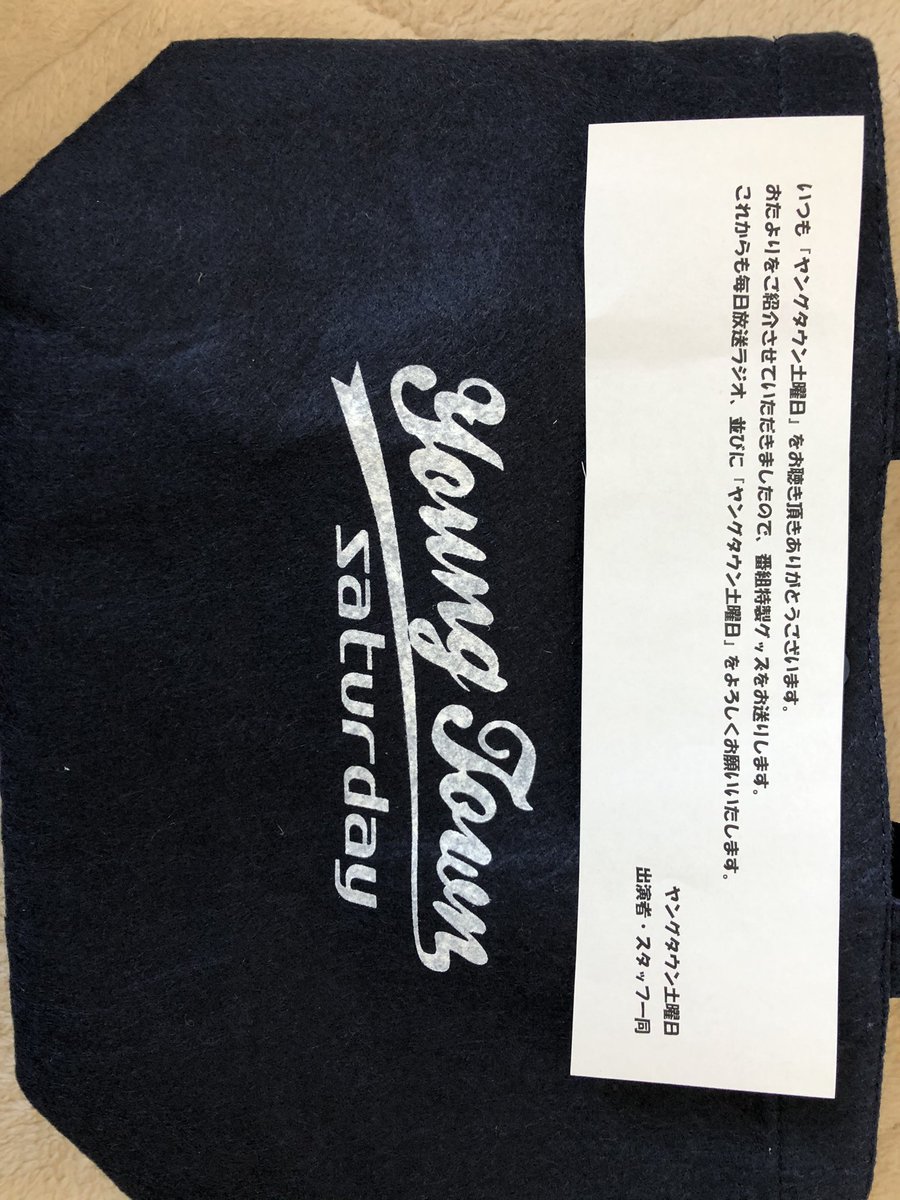 いつも「ヤングタウン土曜日」をお聴き頂きありがとうございます。
おたよりをご紹介させていただきましたので、番組特製グッズをお送りします。
これからも毎日放送ラジオ、並びに「ヤングタウン土曜日」をよろしくお願いいたします。
ヤングタウン土曜日
出演者・スタッフ一同
Young Town
saturday